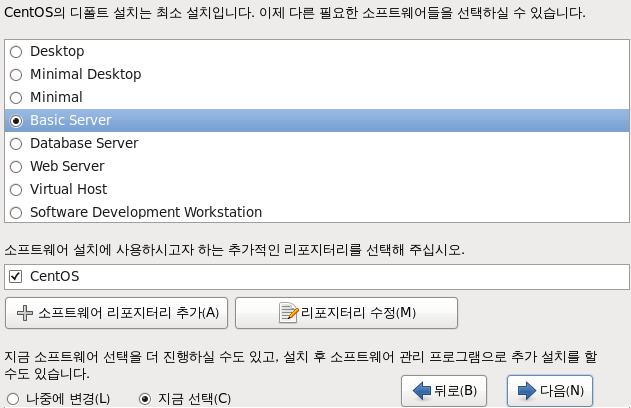 CentOS의 디폴트 설치는 최소 설치입니다. 이제 다른 필요한 소프트웨어들을 선택하실 수 있습니다.
Desktop
Minimal Desktop
Minimal
Basic Server
Database Server
Web Server
Virtual Host
Software Development Workstation
소프트웨어 설치에 사용하시고자 하는 추가적인 리포지터리를 선택해 주십시오.
CentOS
소프트웨어 리포지터리 추가(A) 리포지터리 수정(M)
지금 소프트웨어 선택을 더 진행하실 수도 있고, 설치 후 소프트웨어 관리 프로그램으로 추가 설치를 할
수도 있습니다.
나중에 변경(L) 지금 선택(C) 뒤로(B) 다음(N)